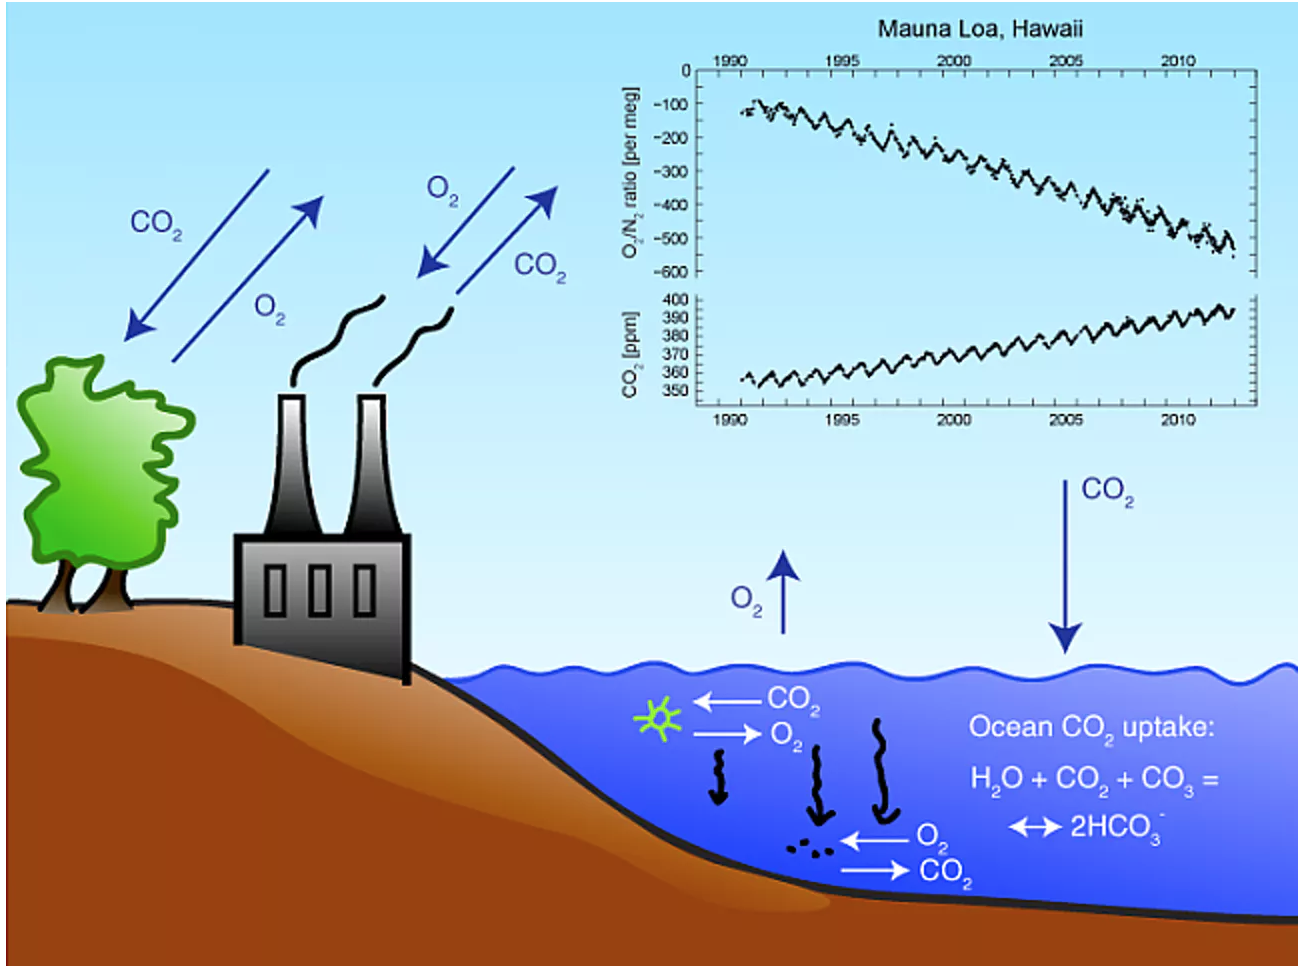 Mauna Loa, Hawaii
1990 1995 2000 2005 2010
O₂/N₂ ratio [per meg]
0
−100
−200
−300
−400
−500
−600
CO₂ [ppm]
400
390
380
370
360
350
1990 1995 2000 2005 2010
CO₂
O₂
O₂
CO₂
CO₂
O₂
CO₂
O₂
Ocean CO₂ uptake:
H₂O + CO₂ + CO₃ =
↔ 2HCO₃⁻
O₂
CO₂